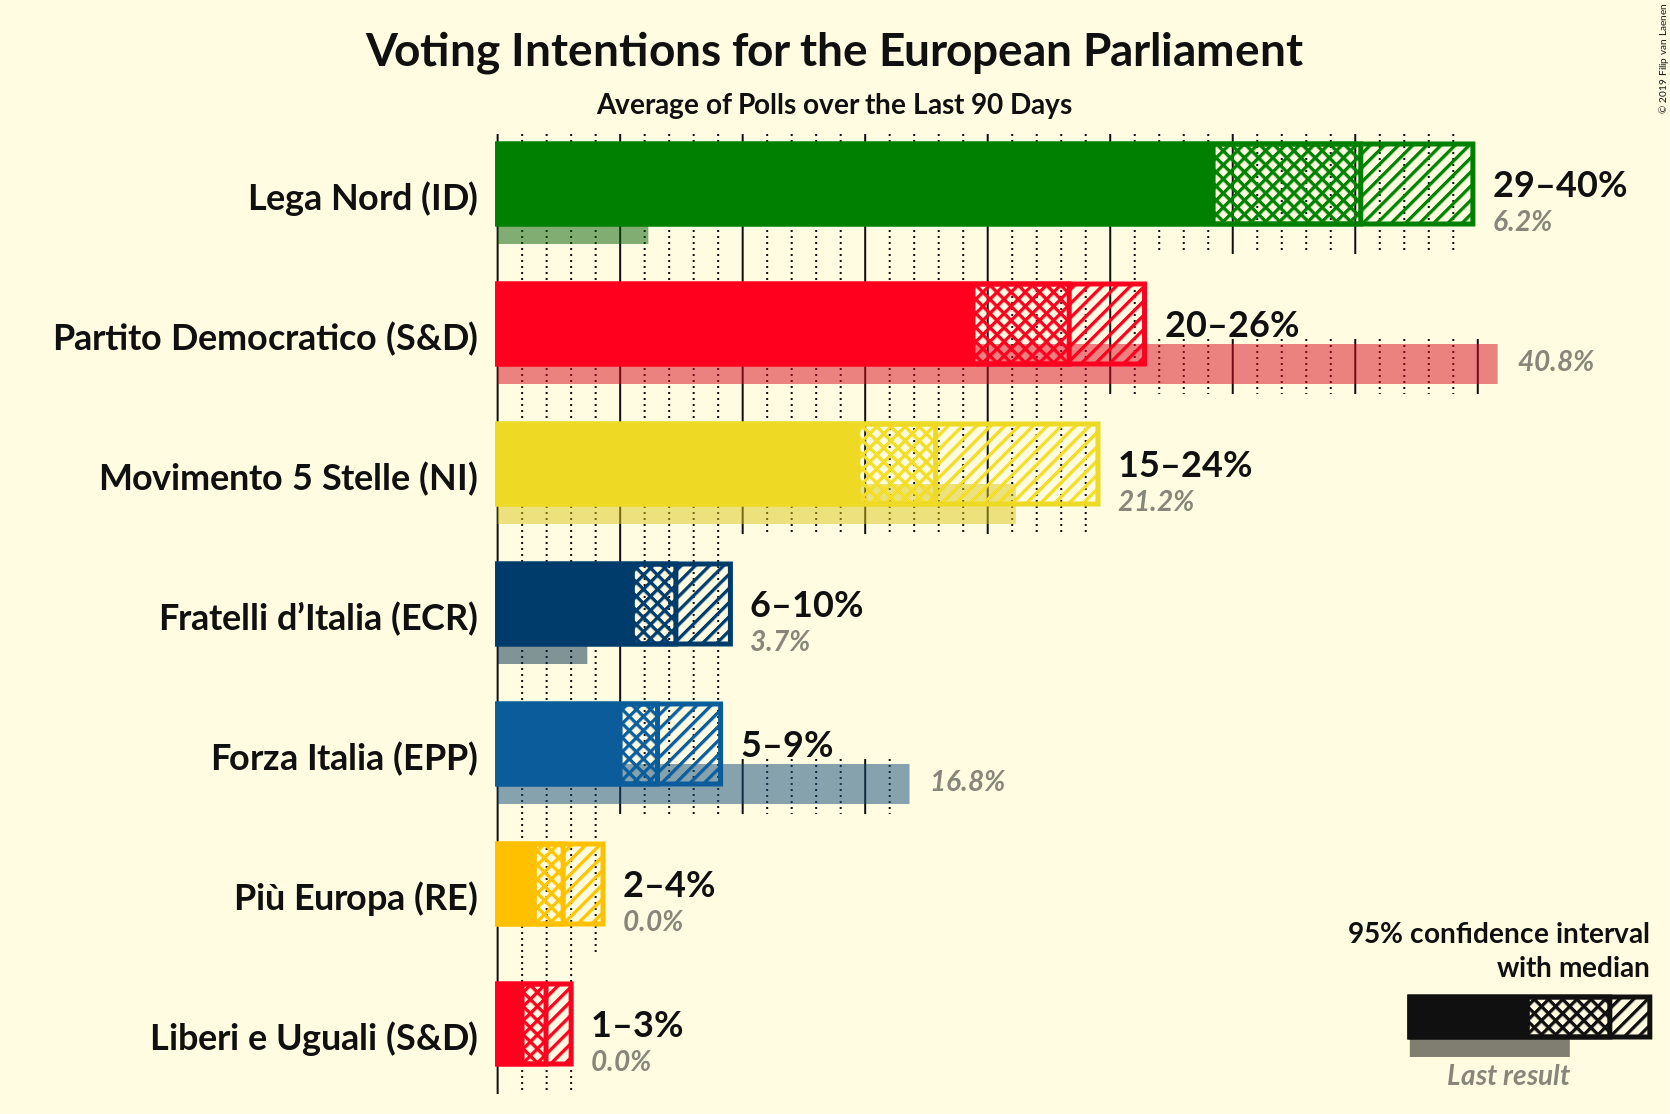 Voting Intentions for the European Parliament
Average of Polls over the Last 90 Days
© 2019 Filip van Laenen
Lega Nord (ID)
29–40%
6.2%
Partito Democratico (S&D)
20–26%
40.8%
Movimento 5 Stelle (NI)
15–24%
21.2%
Fratelli d’Italia (ECR)
6–10%
3.7%
Forza Italia (EPP)
5–9%
16.8%
Più Europa (RE)
2–4%
0.0%
Liberi e Uguali (S&D)
1–3%
0.0%
95% confidence interval
with median
Last result